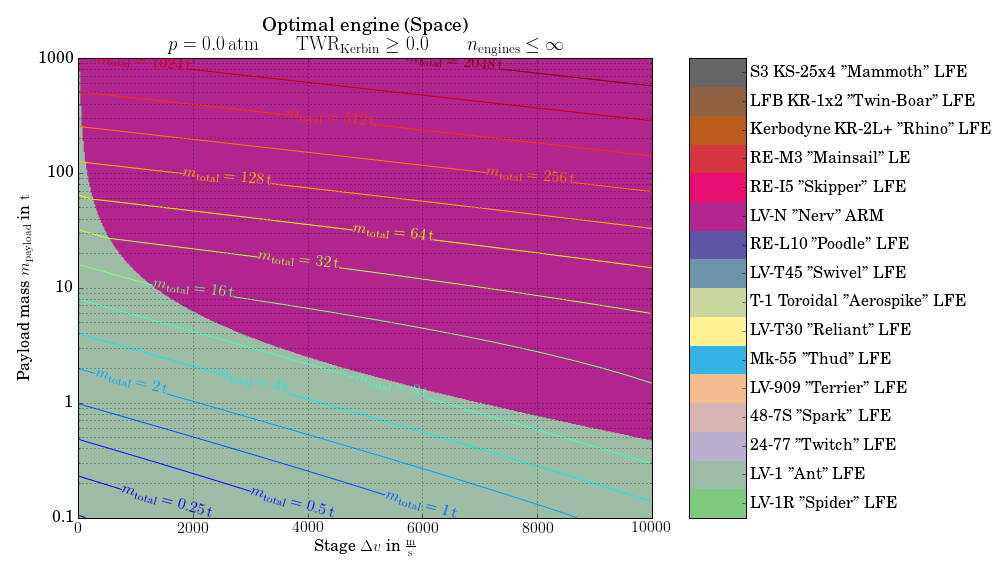 Optimal engine (Space)
p = 0.0 atm TWR_Kerbin ≥ 0.0 n_engines ≤ ∞
1000
100
10
1
0.1
Payload mass m_payload in t
m_total = 1024 t
m_total = 2048 t
m_total = 512 t
m_total = 128 t
m_total = 256 t
m_total = 64 t
m_total = 32 t
m_total = 16 t
m_total = 2 t
m_total = 4 t
m_total = 8 t
m_total = 0.25 t
m_total = 0.5 t
m_total = 1 t
0 2000 4000 6000 8000 10000
Stage Δv in m/s
S3 KS-25x4 "Mammoth" LFE
LFB KR-1x2 "Twin-Boar" LFE
Kerbodyne KR-2L+ "Rhino" LFE
RE-M3 "Mainsail" LE
RE-I5 "Skipper" LFE
LV-N "Nerv" ARM
RE-L10 "Poodle" LFE
LV-T45 "Swivel" LFE
T-1 Toroidal "Aerospike" LFE
LV-T30 "Reliant" LFE
Mk-55 "Thud" LFE
LV-909 "Terrier" LFE
48-7S "Spark" LFE
24-77 "Twitch" LFE
LV-1 "Ant" LFE
LV-1R "Spider" LFE